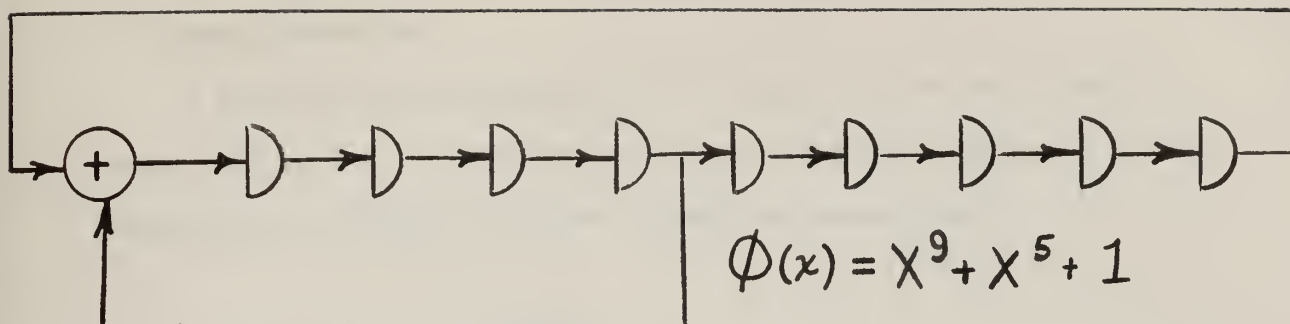 +
ϕ(x) = X⁹ + X⁵ + 1